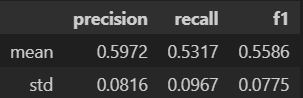 precision recall f1
mean 0.5972 0.5317 0.5586
std 0.0816 0.0967 0.0775